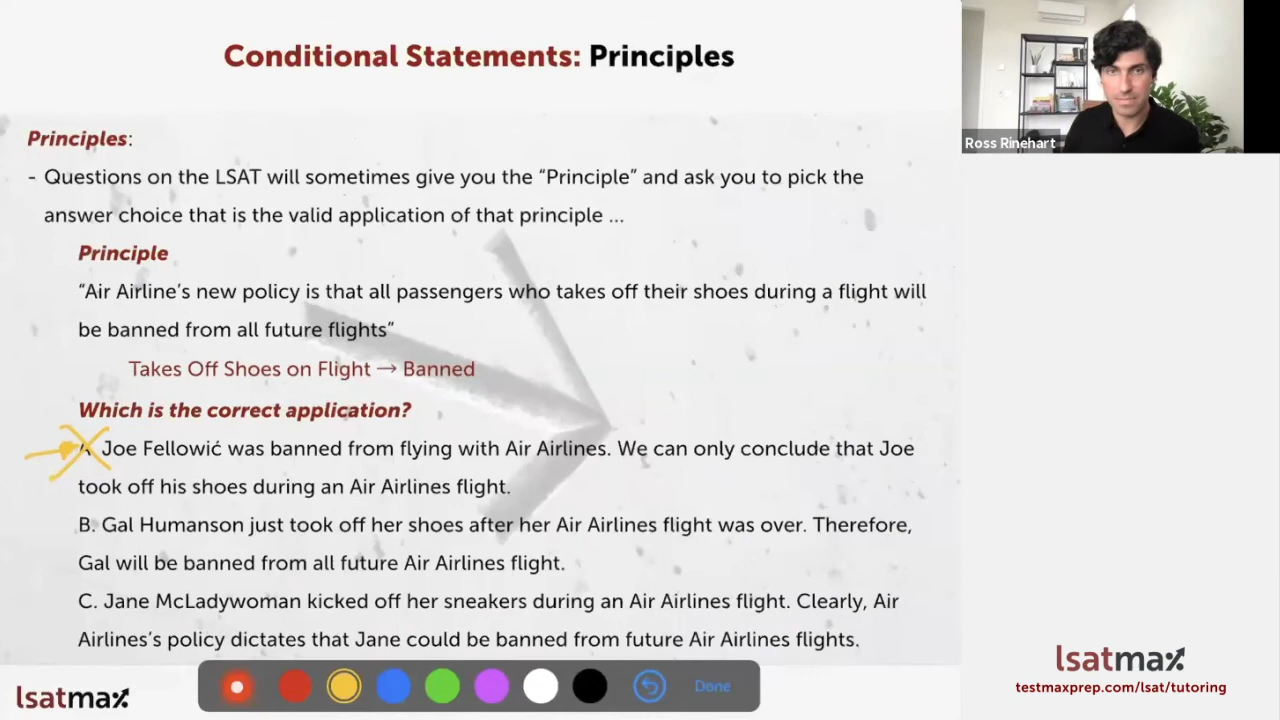 Conditional Statements: Principles
Principles:
- Questions on the LSAT will sometimes give you the “Principle” and ask you to pick the
answer choice that is the valid application of that principle ...
Principle
“Air Airline’s new policy is that all passengers who takes off their shoes during a flight will
be banned from all future flights”
Takes Off Shoes on Flight → Banned
Which is the correct application?
A. Joe Fellowić was banned from flying with Air Airlines. We can only conclude that Joe
took off his shoes during an Air Airlines flight.
B. Gal Humanson just took off her shoes after her Air Airlines flight was over. Therefore,
Gal will be banned from all future Air Airlines flight.
C. Jane McLadywoman kicked off her sneakers during an Air Airlines flight. Clearly, Air
Airlines’s policy dictates that Jane could be banned from future Air Airlines flights.
Done
lsatmax
Ross Rinehart
lsatmax
testmaxprep.com/lsat/tutoring